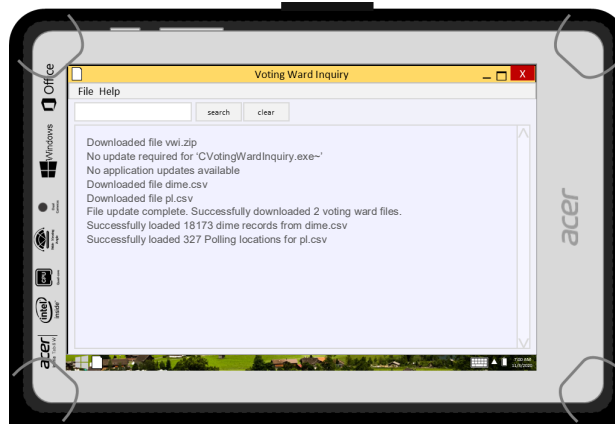 Voting Ward Inquiry
X
File Help
search
clear
Downloaded file vwi.zip
No update required for ‘CVotingWardInquiry.exe~’
No application updates available
Downloaded file dime.csv
Downloaded file pl.csv
File update complete. Successfully downloaded 2 voting ward files.
Successfully loaded 18173 dime records from dime.csv
Successfully loaded 327 Polling locations for pl.csv
Office
Windows
CPU
intel
inside
acer
acer